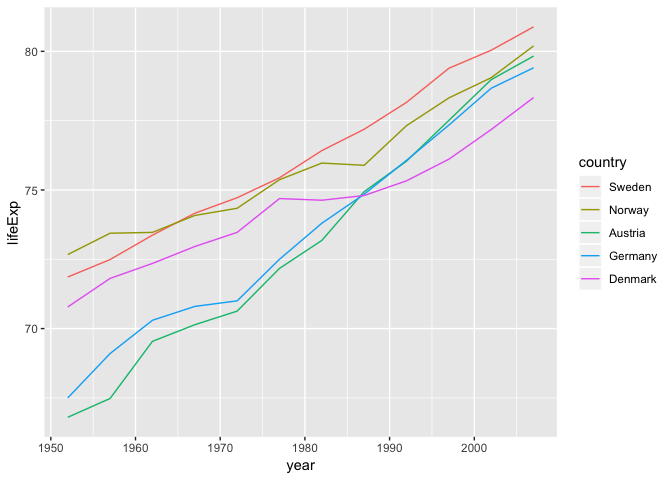 80
75
70
lifeExp
1950 1960 1970 1980 1990 2000
year
country
Sweden
Norway
Austria
Germany
Denmark